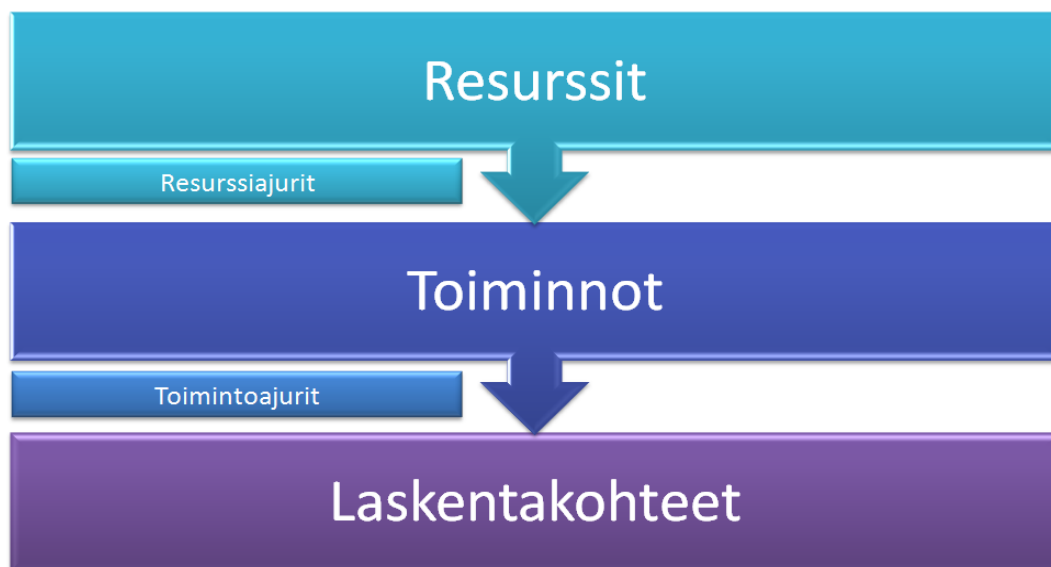 Resurssit
Resurssiajurit
Toiminnot
Toimintoajurit
Laskentakohteet